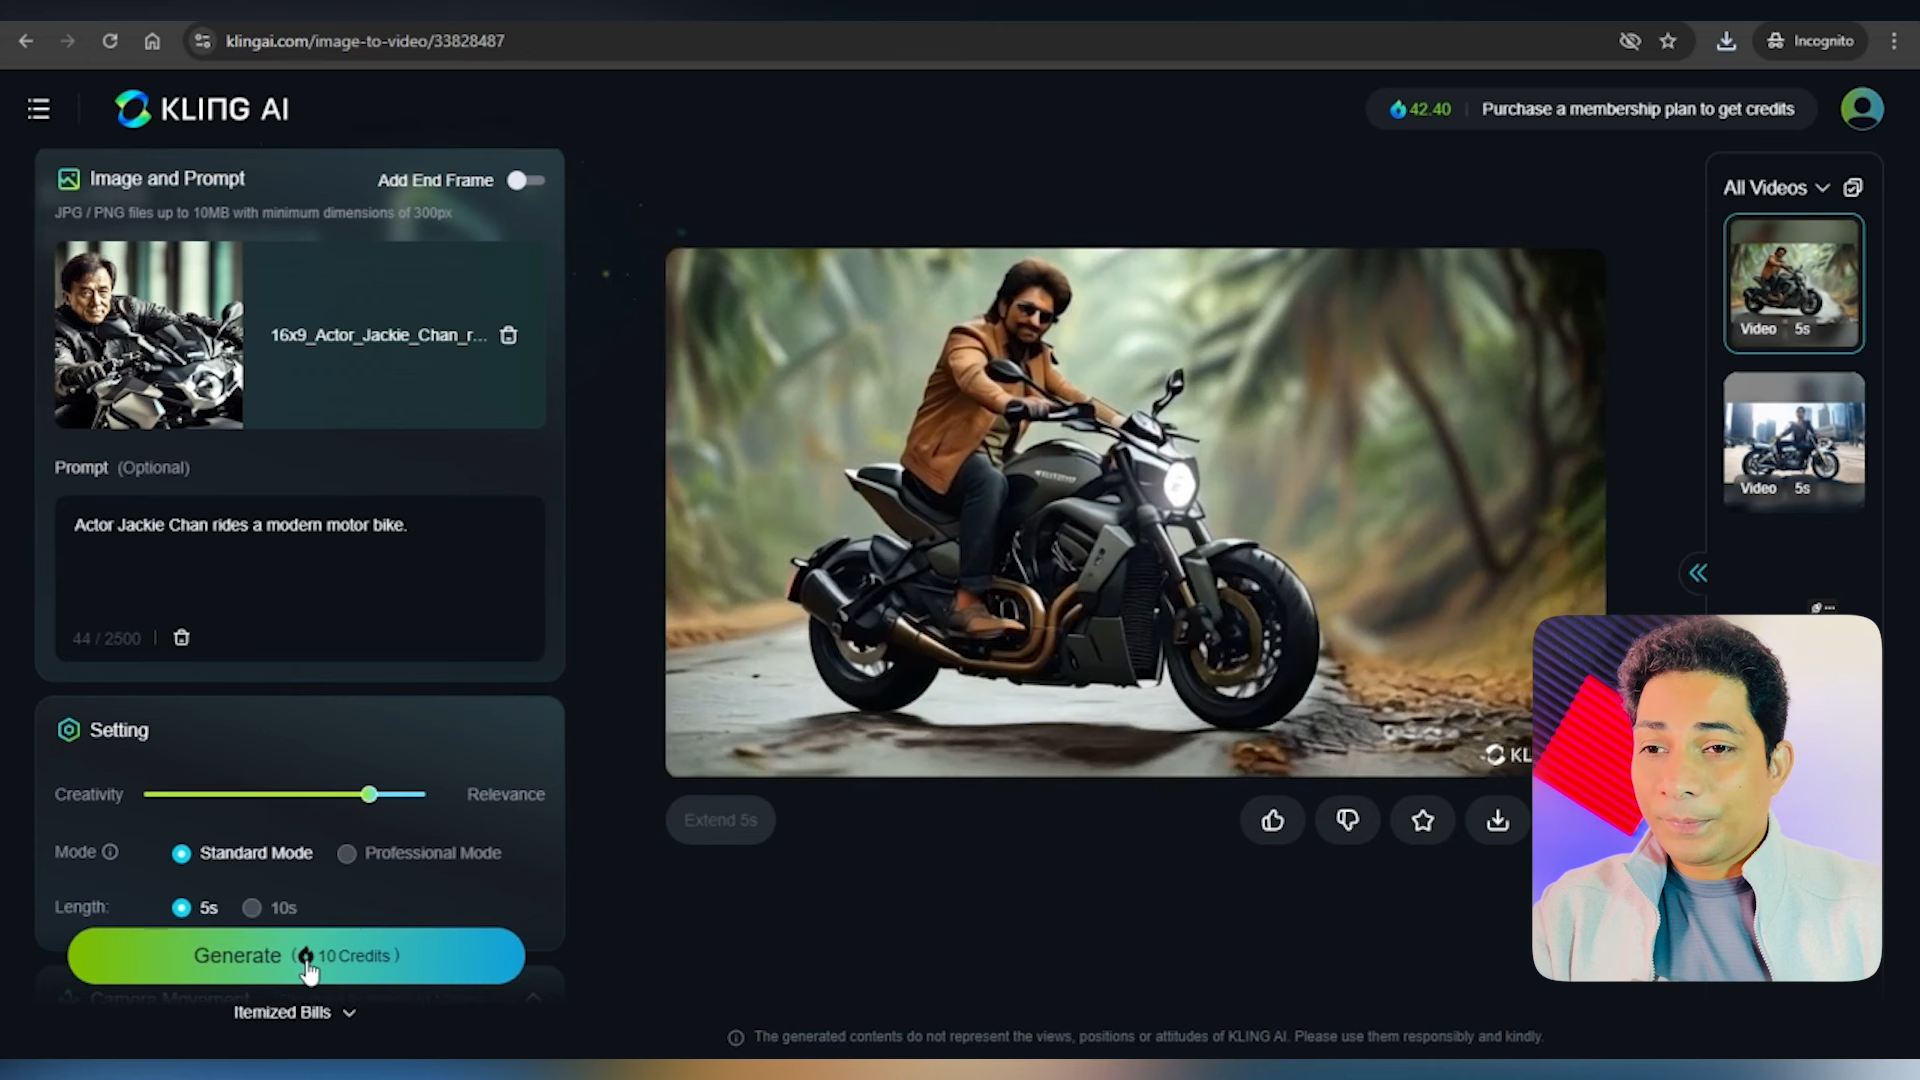 klingai.com/image-to-video/33828487
Incognito
KLING AI
42.40
Purchase a membership plan to get credits
Image and Prompt
Add End Frame
JPG / PNG files up to 10MB with minimum dimensions of 300px
16x9_Actor_Jackie_Chan_r...
Prompt (Optional)
Actor Jackie Chan rides a modern motor bike.
44 / 2500
Setting
Creativity
Relevance
Mode
Standard Mode
Professional Mode
Length:
5s
10s
Generate ( 10 Credits )
Camera Movement
Itemized Bills
KL
Extend 5s
All Videos
Video 5s
Video 5s
The generated contents do not represent the views, positions or attitudes of KLING AI. Please use them responsibly and kindly.